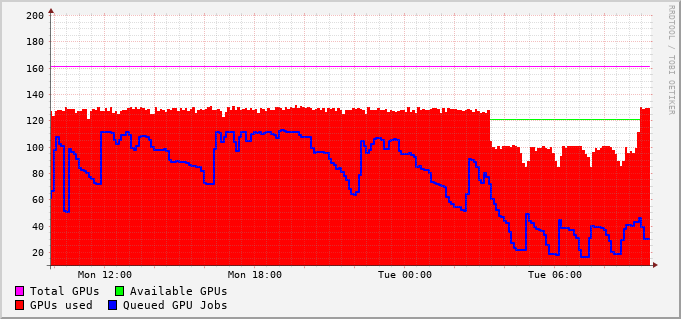 200
180
160
140
120
100
80
60
40
20
Mon 12:00 Mon 18:00 Tue 00:00 Tue 06:00
Total GPUs Available GPUs
GPUs used Queued GPU Jobs
RRDTOOL / TOBI OETIKER